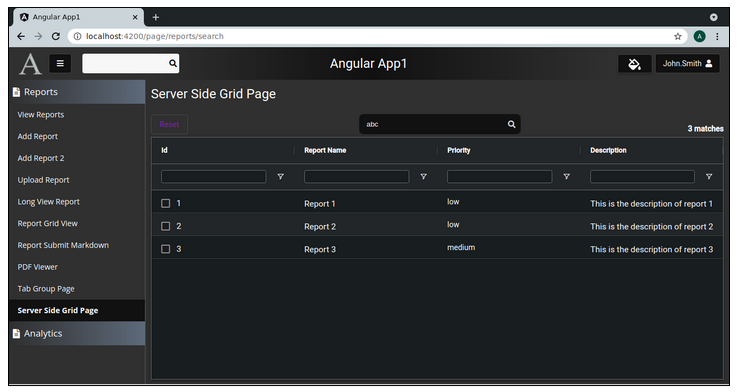 Angular App1
localhost:4200/page/reports/search
A
A
Angular App1
John.Smith
Reports
View Reports
Add Report
Add Report 2
Upload Report
Long View Report
Report Grid View
Report Submit Markdown
PDF Viewer
Tab Group Page
Server Side Grid Page
Analytics
Server Side Grid Page
Reset
abc
3 matches
Id Report Name Priority Description
1 Report 1 low This is the description of report 1
2 Report 2 low This is the description of report 2
3 Report 3 medium This is the description of report 3